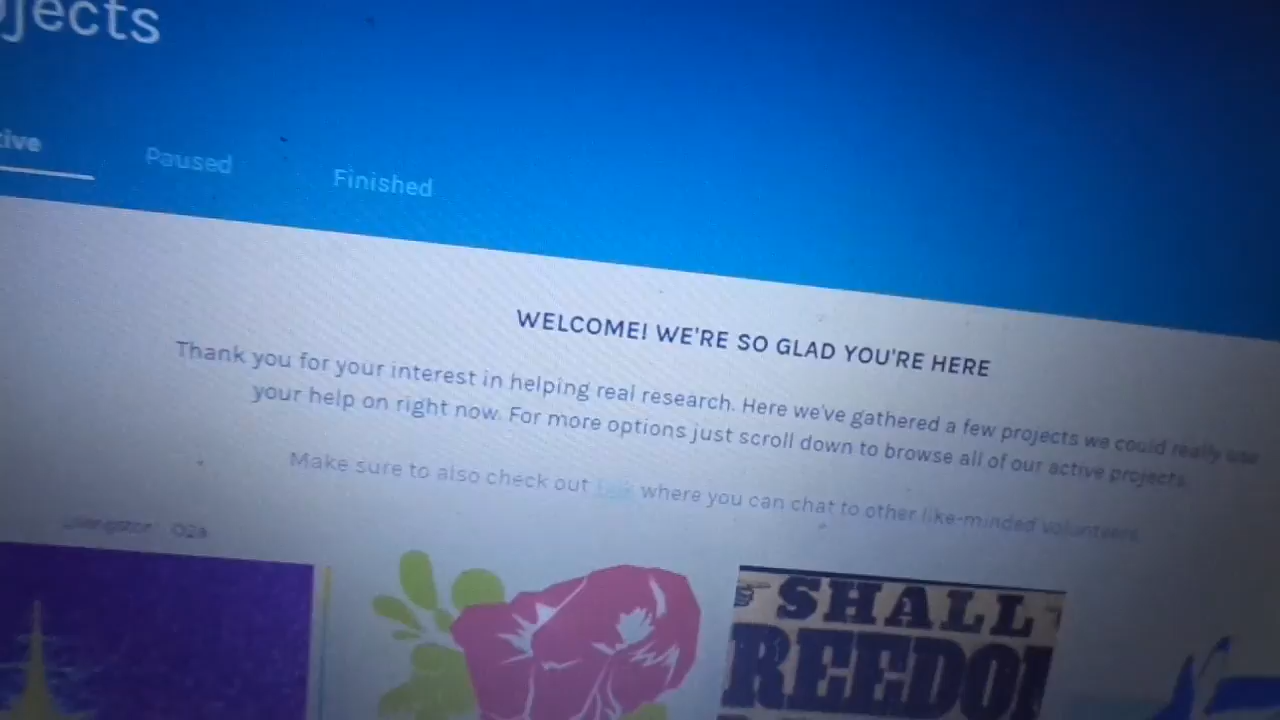 jects
tive
Paused
Finished
WELCOME! WE'RE SO GLAD YOU'RE HERE
Thank you for your interest in helping real research. Here we've gathered a few projects we could really use
your help on right now. For more options just scroll down to browse all of our active projects.
Make sure to also check out where you can chat to other like-minded volunteers.
SHALL
REEDO